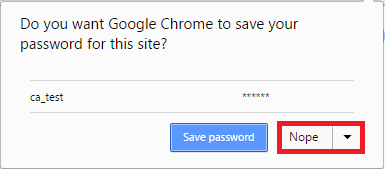 Do you want Google Chrome to save your
password for this site?
ca_test ******
Save password Nope